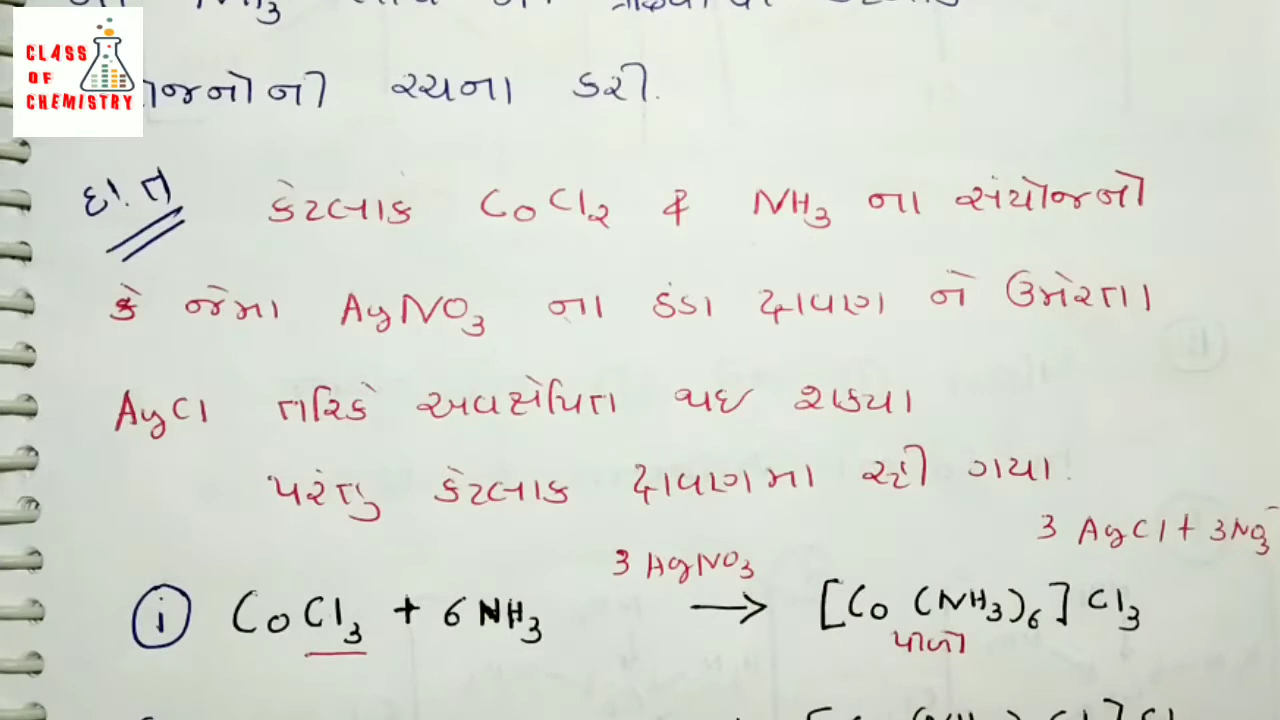 NH3
CLASS
OF
CHEMISTRY
રચના કરી.
દા.ત કેટલાક CoCl2 & NH3 ના સંયોજનો
કે જેમા AgNO3 ના ઠંડા દ્રાવણ ને ઉમેરતા
AgCl તરિકે અવક્ષેપિત થઇ શક્યા
પરંતુ કેટલાક દ્રાવણમા રહી ગયા.
3 AgCl + 3NO3-
3 AgNO3
i CoCl3 + 6 NH3 → [Co (NH3)6] Cl3
પીળો